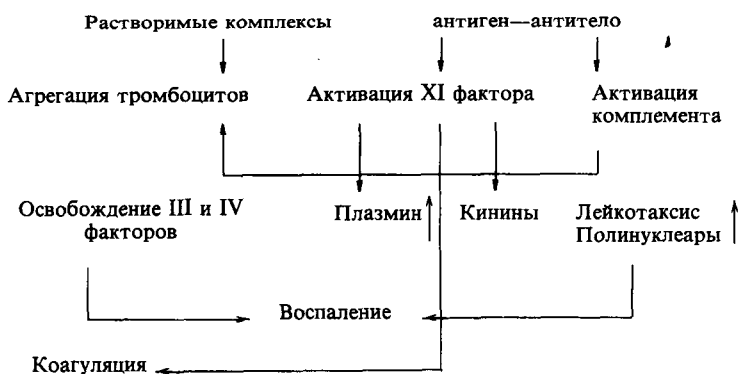 Растворимые комплексы антиген—антитело
Агрегация тромбоцитов Активация XI фактора Активация
комплемента
Освобождение III и IV
факторов
Плазмин Кинины Лейкотаксис
Полинуклеары
Воспаление
Коагуляция